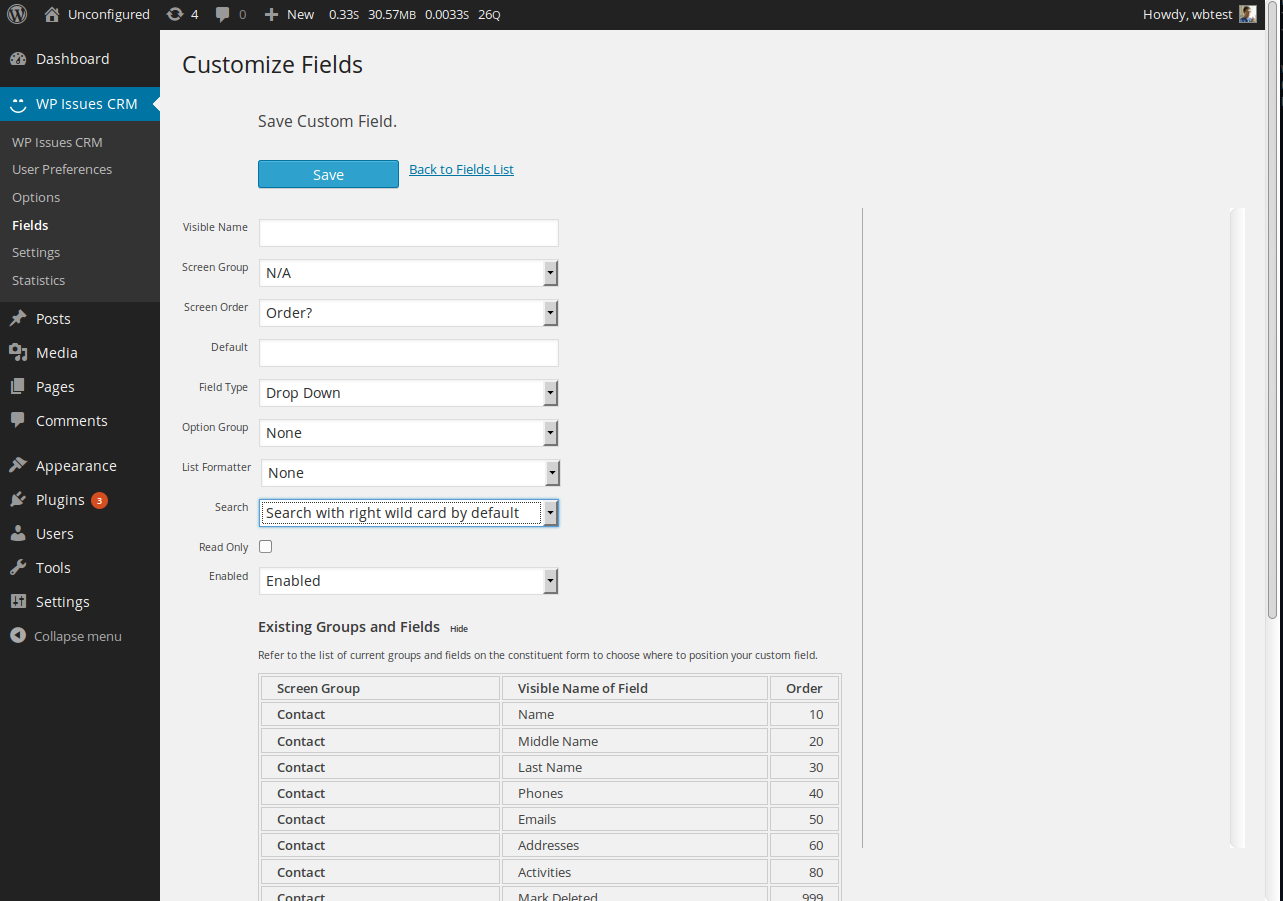 Unconfigured 4 0 New 0.33S 30.57MB 0.0033S 26Q Howdy, wbtest
Dashboard
WP Issues CRM
WP Issues CRM
User Preferences
Options
Fields
Settings
Statistics
Posts
Media
Pages
Comments
Appearance
Plugins 3
Users
Tools
Settings
Collapse menu
Customize Fields
Save Custom Field.
Save Back to Fields List
Visible Name
Screen Group N/A
Screen Order Order?
Default
Field Type Drop Down
Option Group None
List Formatter None
Search Search with right wild card by default
Read Only
Enabled Enabled
Existing Groups and Fields Hide
Refer to the list of current groups and fields on the constituent form to choose where to position your custom field.
Screen Group Visible Name of Field Order
Contact Name 10
Contact Middle Name 20
Contact Last Name 30
Contact Phones 40
Contact Emails 50
Contact Addresses 60
Contact Activities 80
Contact Mark Deleted 999